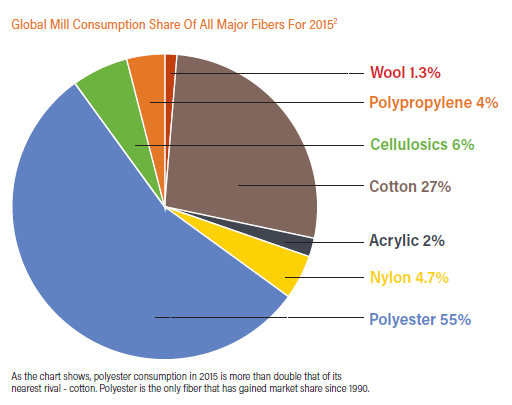 Global Mill Consumption Share Of All Major Fibers For 2015²
Wool 1.3%
Polypropylene 4%
Cellulosics 6%
Cotton 27%
Acrylic 2%
Nylon 4.7%
Polyester 55%
As the chart shows, polyester consumption in 2015 is more than double that of its
nearest rival - cotton. Polyester is the only fiber that has gained market share since 1990.